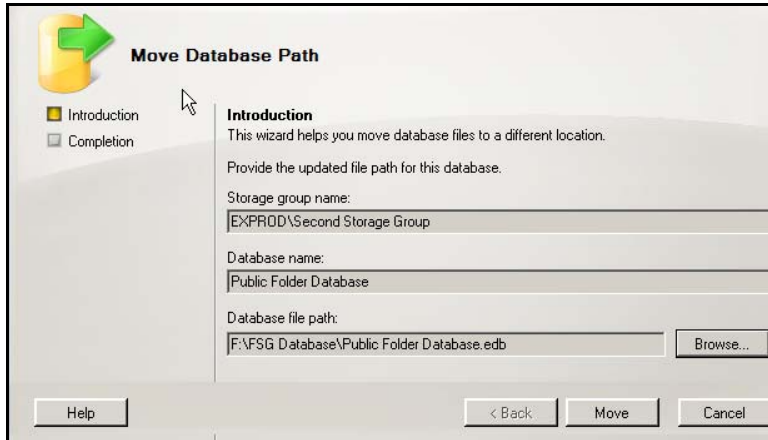 Move Database Path
Introduction
Completion
Introduction
This wizard helps you move database files to a different location.
Provide the updated file path for this database.
Storage group name:
EXPROD\Second Storage Group
Database name:
Public Folder Database
Database file path:
F:\FSG Database\Public Folder Database.edb
Browse...
Help
< Back
Move
Cancel